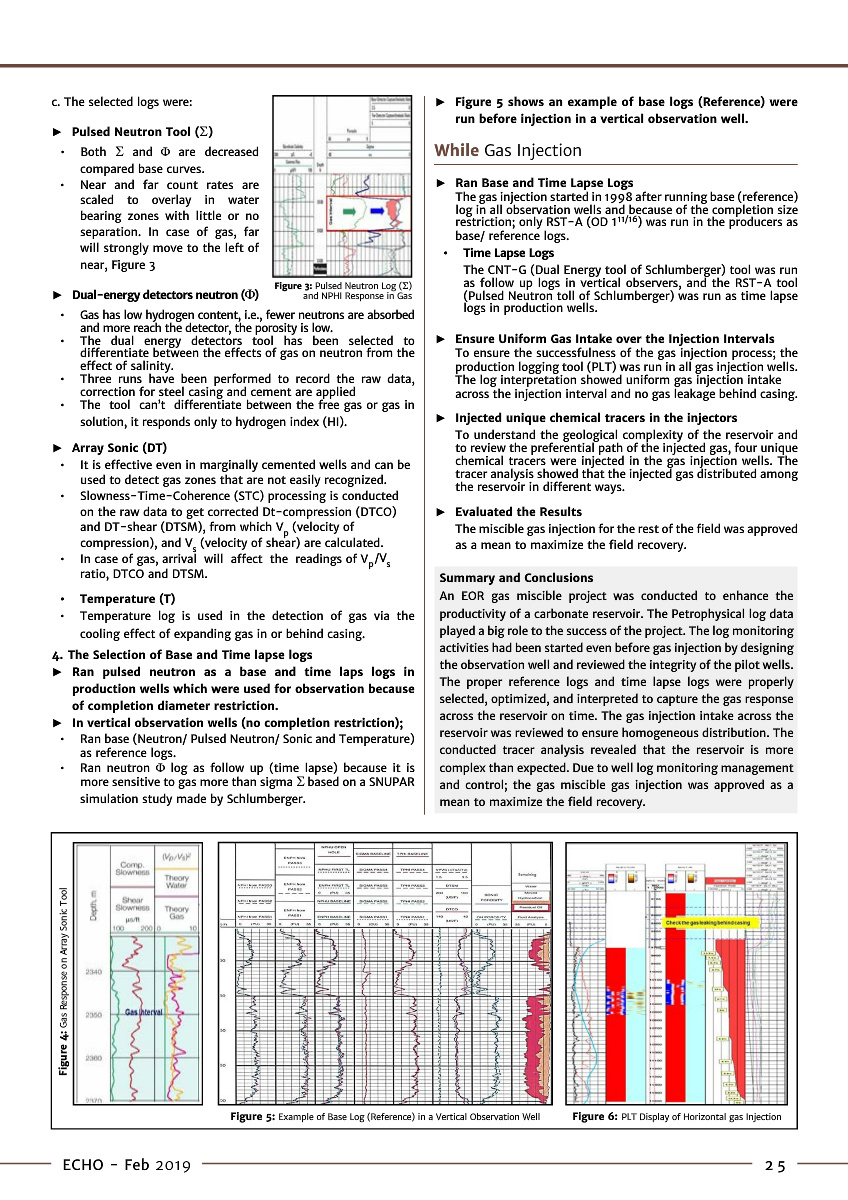 c. The selected logs were:
► Pulsed Neutron Tool (Σ)
• Both Σ and Φ are decreased
compared base curves.
• Near and far count rates are
scaled to overlay in water
bearing zones with little or no
separation. In case of gas, far
will strongly move to the left of
near, Figure 3
Figure 3: Pulsed Neutron Log (Σ)
and NPHI Response in Gas
► Dual-energy detectors neutron (Φ)
• Gas has low hydrogen content, i.e., fewer neutrons are absorbed
and more reach the detector, the porosity is low.
• The dual energy detectors tool has been selected to
differentiate between the effects of gas on neutron from the
effect of salinity.
• Three runs have been performed to record the raw data,
correction for steel casing and cement are applied
• The tool can't differentiate between the free gas or gas in
solution, it responds only to hydrogen index (HI).
► Array Sonic (DT)
• It is effective even in marginally cemented wells and can be
used to detect gas zones that are not easily recognized.
• Slowness-Time-Coherence (STC) processing is conducted
on the raw data to get corrected Dt-compression (DTCO)
and DT-shear (DTSM), from which Vp (velocity of
compression), and Vs (velocity of shear) are calculated.
• In case of gas, arrival will affect the readings of Vp/Vs
ratio, DTCO and DTSM.
• Temperature (T)
• Temperature log is used in the detection of gas via the
cooling effect of expanding gas in or behind casing.
4. The Selection of Base and Time lapse logs
► Ran pulsed neutron as a base and time laps logs in
production wells which were used for observation because
of completion diameter restriction.
► In vertical observation wells (no completion restriction);
• Ran base (Neutron/ Pulsed Neutron/ Sonic and Temperature)
as reference logs.
• Ran neutron Φ log as follow up (time lapse) because it is
more sensitive to gas more than sigma Σ based on a SNUPAR
simulation study made by Schlumberger.
► Figure 5 shows an example of base logs (Reference) were
run before injection in a vertical observation well.
While Gas Injection
► Ran Base and Time Lapse Logs
The gas injection started in 1998 after running base (reference)
log in all observation wells and because of the completion size
restriction; only RST-A (OD 1 11/16) was run in the producers as
base/ reference logs.
• Time Lapse Logs
The CNT-G (Dual Energy tool of Schlumberger) tool was run
as follow up logs in vertical observers, and the RST-A tool
(Pulsed Neutron toll of Schlumberger) was run as time lapse
logs in production wells.
► Ensure Uniform Gas Intake over the Injection Intervals
To ensure the successfulness of the gas injection process; the
production logging tool (PLT) was run in all gas injection wells.
The log interpretation showed uniform gas injection intake
across the injection interval and no gas leakage behind casing.
► Injected unique chemical tracers in the injectors
To understand the geological complexity of the reservoir and
to review the preferential path of the injected gas, four unique
chemical tracers were injected in the gas injection wells. The
tracer analysis showed that the injected gas distributed among
the reservoir in different ways.
► Evaluated the Results
The miscible gas injection for the rest of the field was approved
as a mean to maximize the field recovery.
Summary and Conclusions
An EOR gas miscible project was conducted to enhance the
productivity of a carbonate reservoir. The Petrophysical log data
played a big role to the success of the project. The log monitoring
activities had been started even before gas injection by designing
the observation well and reviewed the integrity of the pilot wells.
The proper reference logs and time lapse logs were properly
selected, optimized, and interpreted to capture the gas response
across the reservoir on time. The gas injection intake across the
reservoir was reviewed to ensure homogeneous distribution. The
conducted tracer analysis revealed that the reservoir is more
complex than expected. Due to well log monitoring management
and control; the gas miscible gas injection was approved as a
mean to maximize the field recovery.
Figure 4: Gas Response on Array Sonic Tool
Depth, m
Comp.
Slowness
Shear
Slowness
µs/ft
100 200
(Vp/Vs)²
Theory
Water
Theory
Gas
0 10
2340
2350
Gas Interval
2360
2370
Figure 5: Example of Base Log (Reference) in a Vertical Observation Well
Check the gas leaking behind casing
Figure 6: PLT Display of Horizontal gas Injection
ECHO - Feb 2019
25